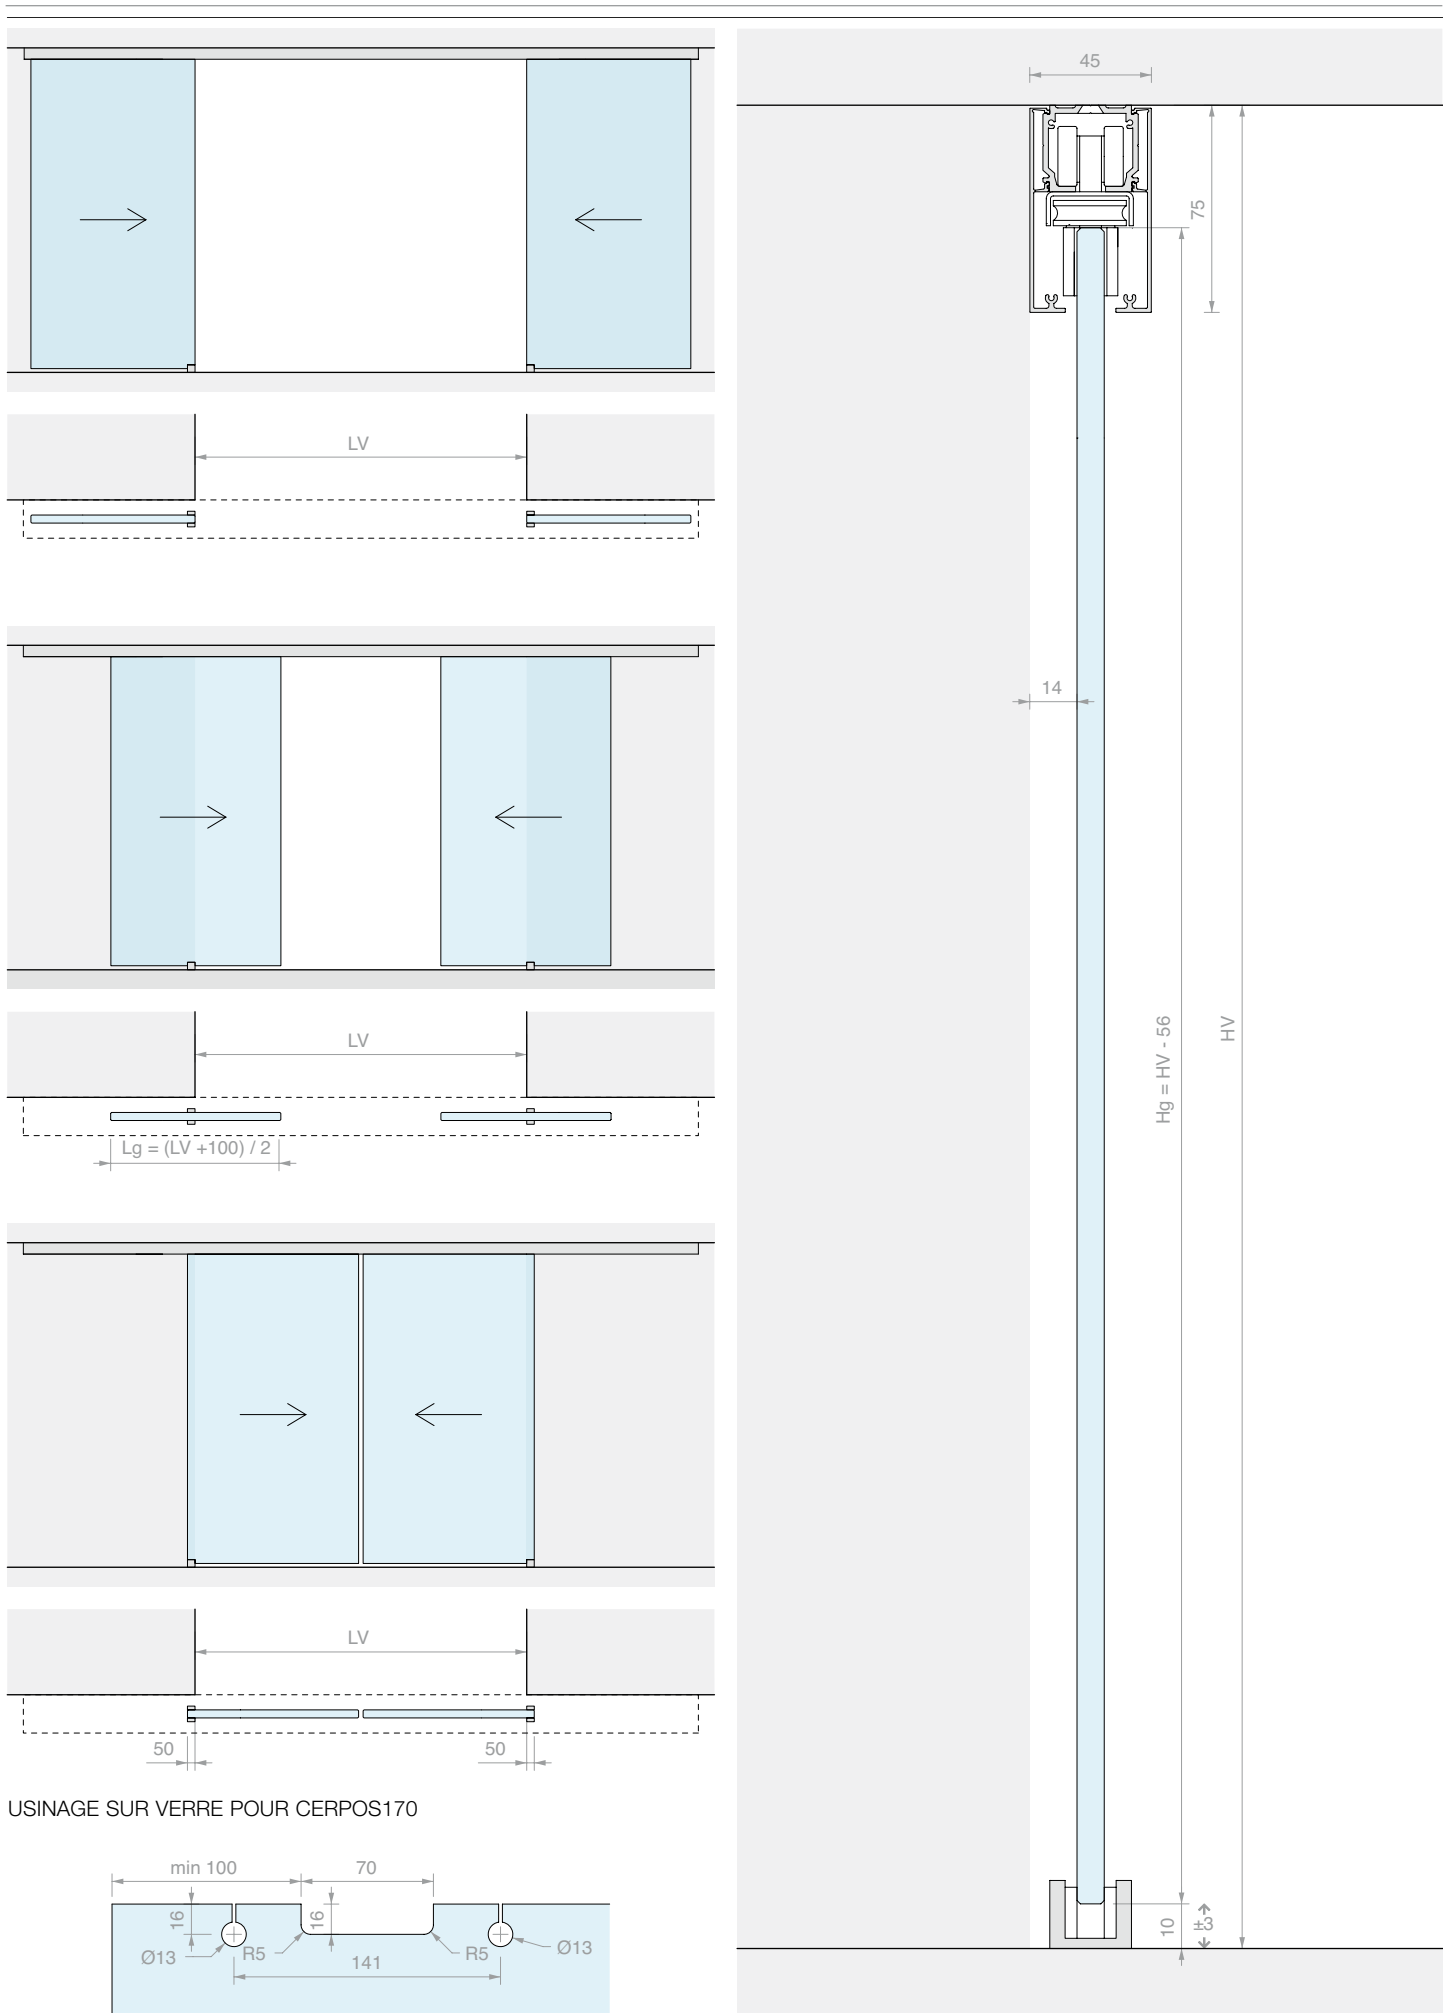 LV
LV
Lg = (LV +100) / 2
LV
50
50
USINAGE SUR VERRE POUR CERPOS170
min 100
70
16
16
Ø13
R5
R5
Ø13
141
45
75
14
Hg = HV - 56
HV
10
±3